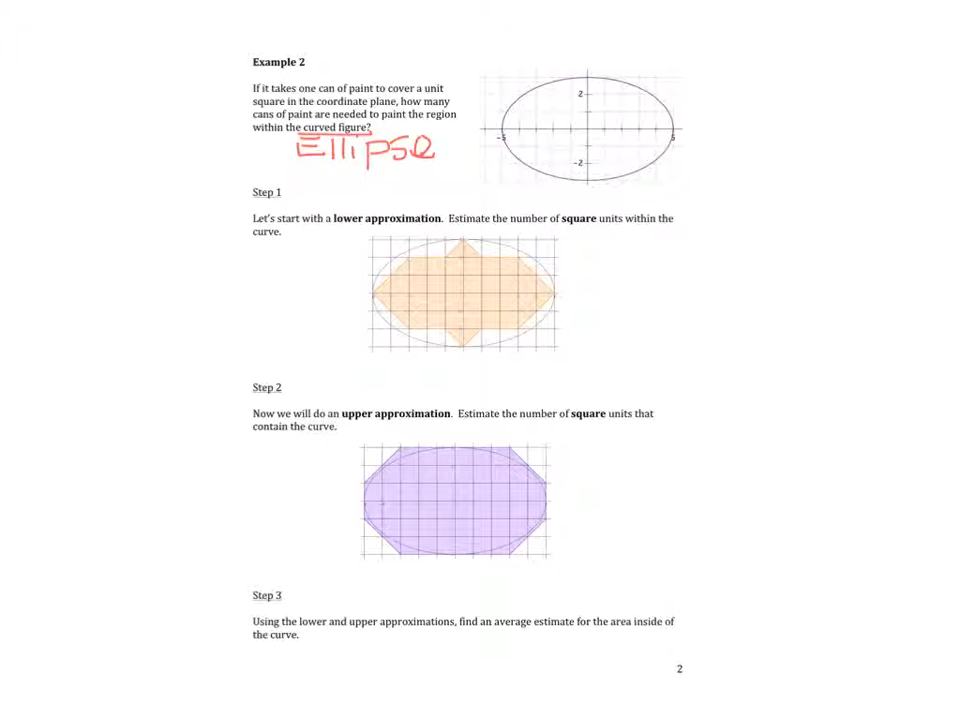 Example 2
If it takes one can of paint to cover a unit
square in the coordinate plane, how many
cans of paint are needed to paint the region
within the curved figure?
Ellipse
2
-5
5
-2
Step 1
Let's start with a lower approximation. Estimate the number of square units within the
curve.
Step 2
Now we will do an upper approximation. Estimate the number of square units that
contain the curve.
Step 3
Using the lower and upper approximations, find an average estimate for the area inside of
the curve.
2